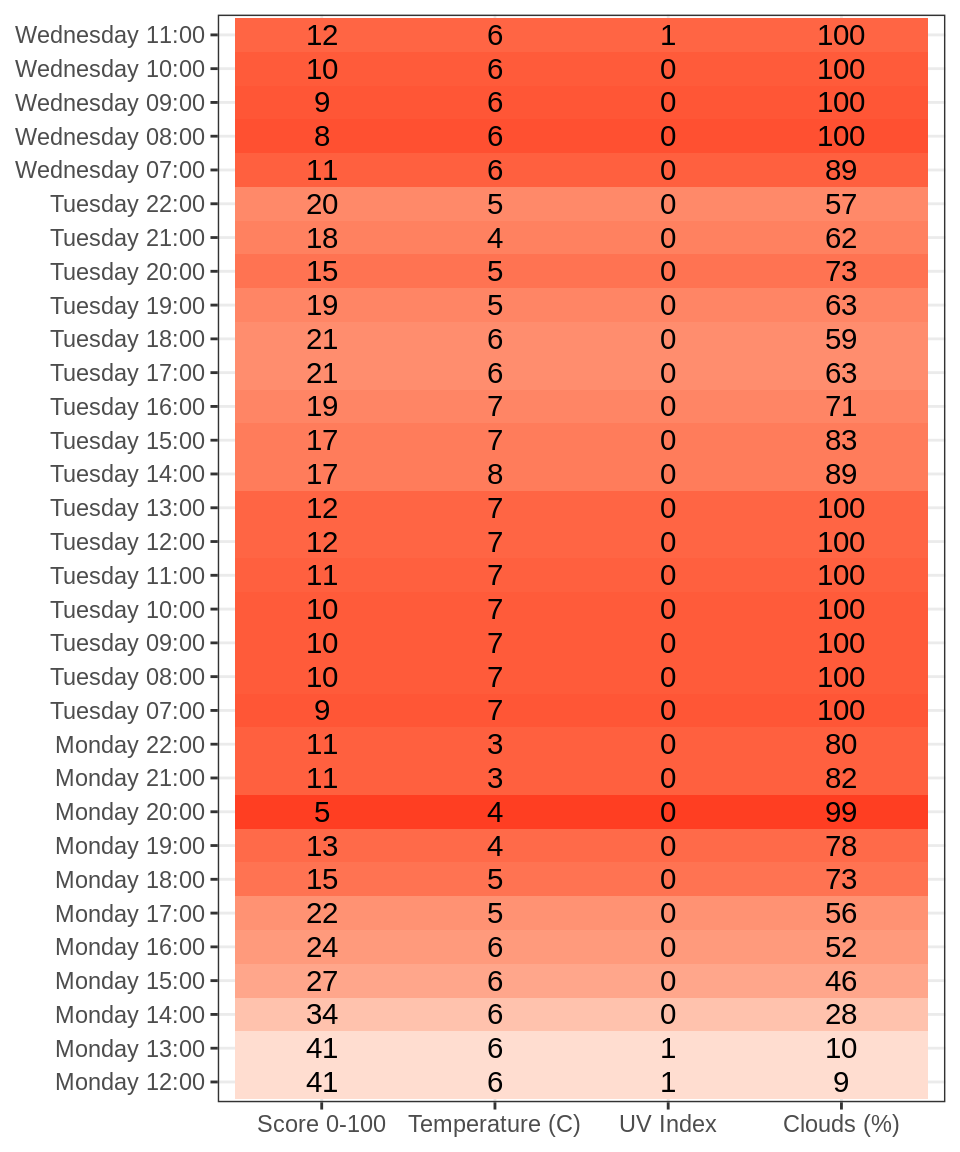 Wednesday 11:00 12 6 1 100
Wednesday 10:00 10 6 0 100
Wednesday 09:00 9 6 0 100
Wednesday 08:00 8 6 0 100
Wednesday 07:00 11 6 0 89
Tuesday 22:00 20 5 0 57
Tuesday 21:00 18 4 0 62
Tuesday 20:00 15 5 0 73
Tuesday 19:00 19 5 0 63
Tuesday 18:00 21 6 0 59
Tuesday 17:00 21 6 0 63
Tuesday 16:00 19 7 0 71
Tuesday 15:00 17 7 0 83
Tuesday 14:00 17 8 0 89
Tuesday 13:00 12 7 0 100
Tuesday 12:00 12 7 0 100
Tuesday 11:00 11 7 0 100
Tuesday 10:00 10 7 0 100
Tuesday 09:00 10 7 0 100
Tuesday 08:00 10 7 0 100
Tuesday 07:00 9 7 0 100
Monday 22:00 11 3 0 80
Monday 21:00 11 3 0 82
Monday 20:00 5 4 0 99
Monday 19:00 13 4 0 78
Monday 18:00 15 5 0 73
Monday 17:00 22 5 0 56
Monday 16:00 24 6 0 52
Monday 15:00 27 6 0 46
Monday 14:00 34 6 0 28
Monday 13:00 41 6 1 10
Monday 12:00 41 6 1 9
Score 0-100 Temperature (C) UV Index Clouds (%)